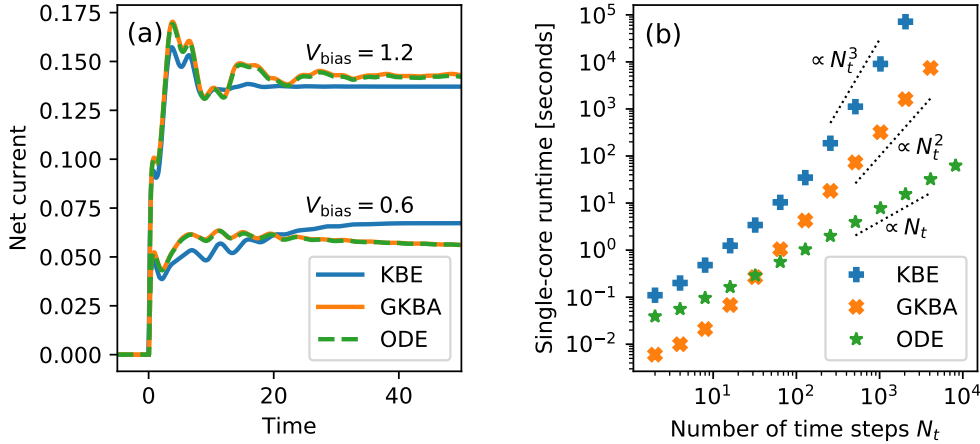 (a)
V_bias = 1.2
V_bias = 0.6
Net current
0.175
0.150
0.125
0.100
0.075
0.050
0.025
0.000
KBE
GKBA
ODE
0 20 40
Time
(b)
∝ N_t^3
∝ N_t^2
∝ N_t
Single-core runtime [seconds]
10^5
10^4
10^3
10^2
10^1
10^0
10^−1
10^−2
KBE
GKBA
ODE
10^1 10^2 10^3 10^4
Number of time steps N_t